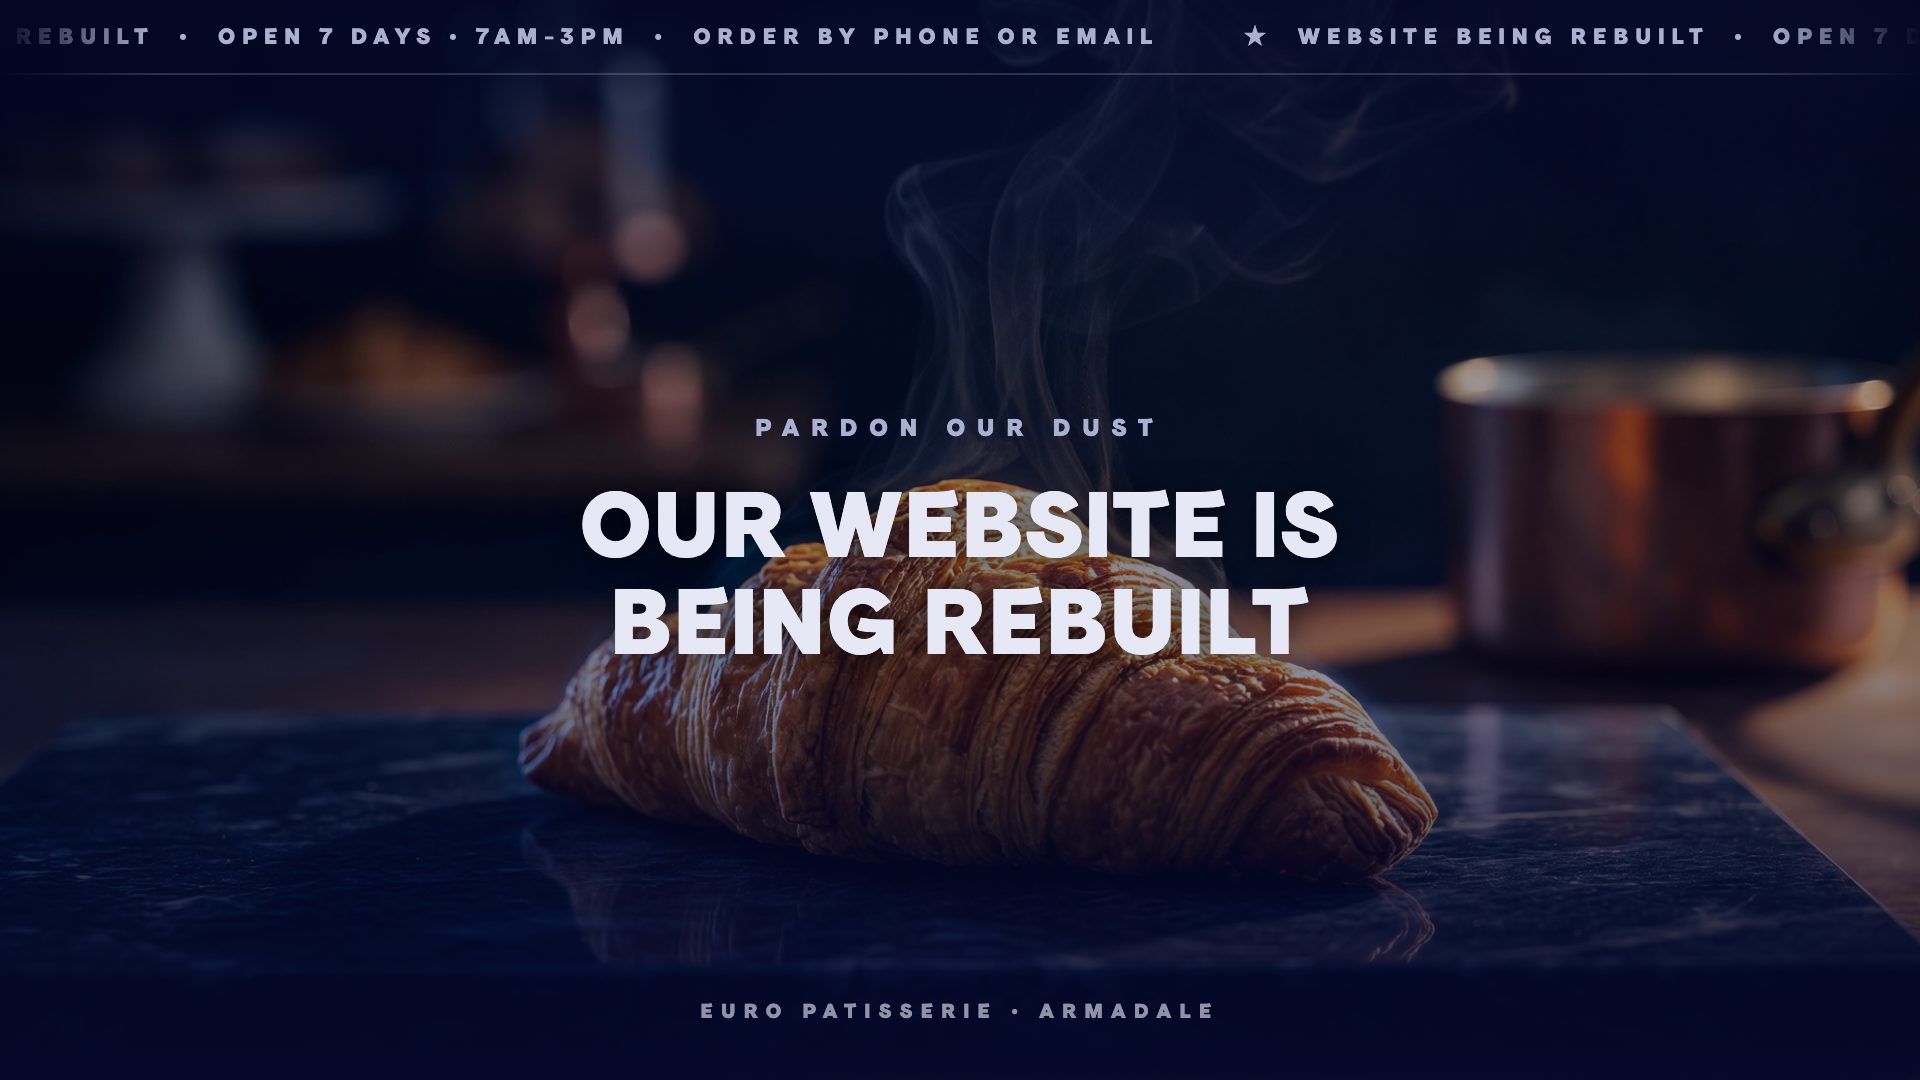 REBUILT • OPEN 7 DAYS • 7AM–3PM • ORDER BY PHONE OR EMAIL ★ WEBSITE BEING REBUILT • OPEN 7
PARDON OUR DUST
OUR WEBSITE IS
BEING REBUILT
EURO PATISSERIE • ARMADALE